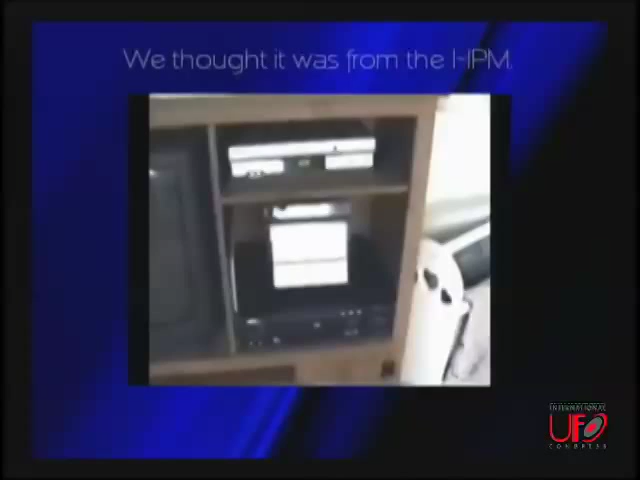 We thought it was from the HPM.
INTERNATIONAL
UFO
CONGRESS